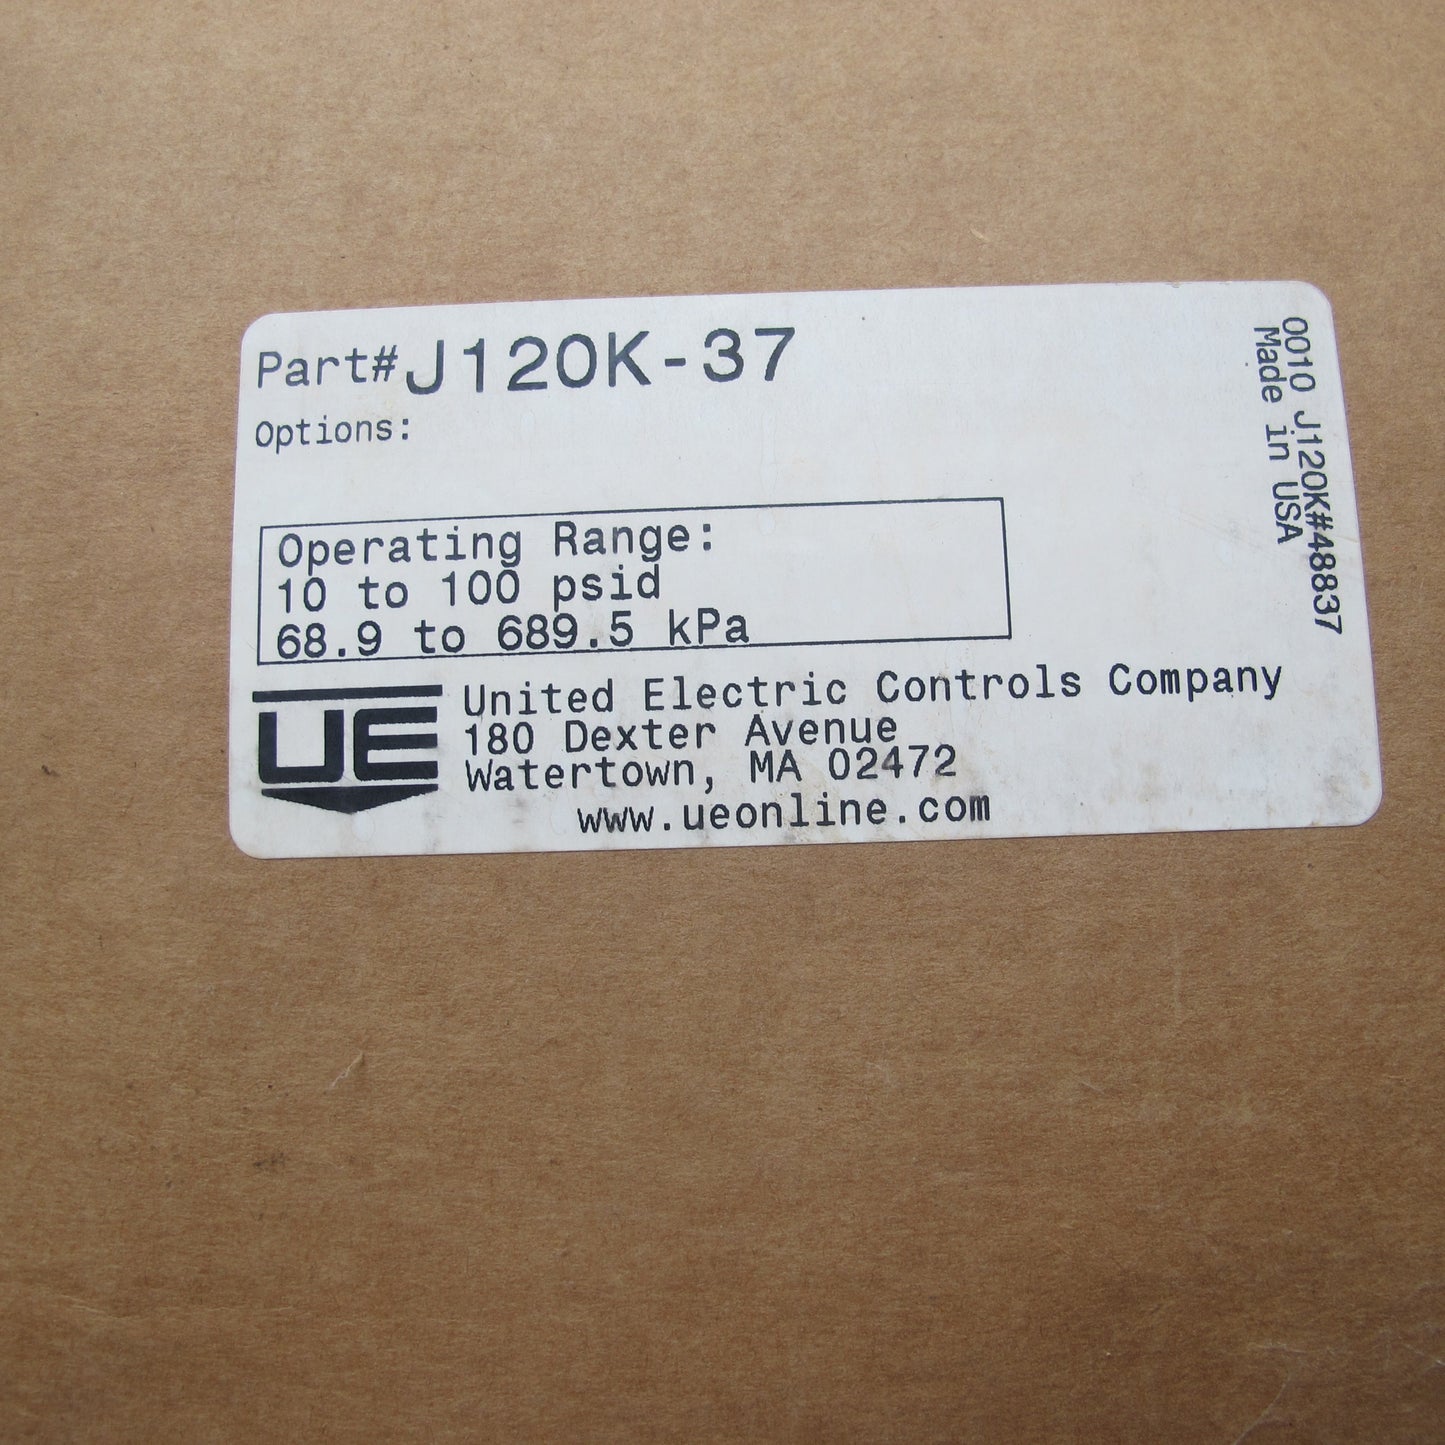 Part# J120K-37
Options:
Operating Range:
10 to 100 psid
68.9 to 689.5 kPa
UE
United Electric Controls Company
180 Dexter Avenue
Watertown, MA 02472
www.ueonline.com
0010 J120K#48837
Made in USA